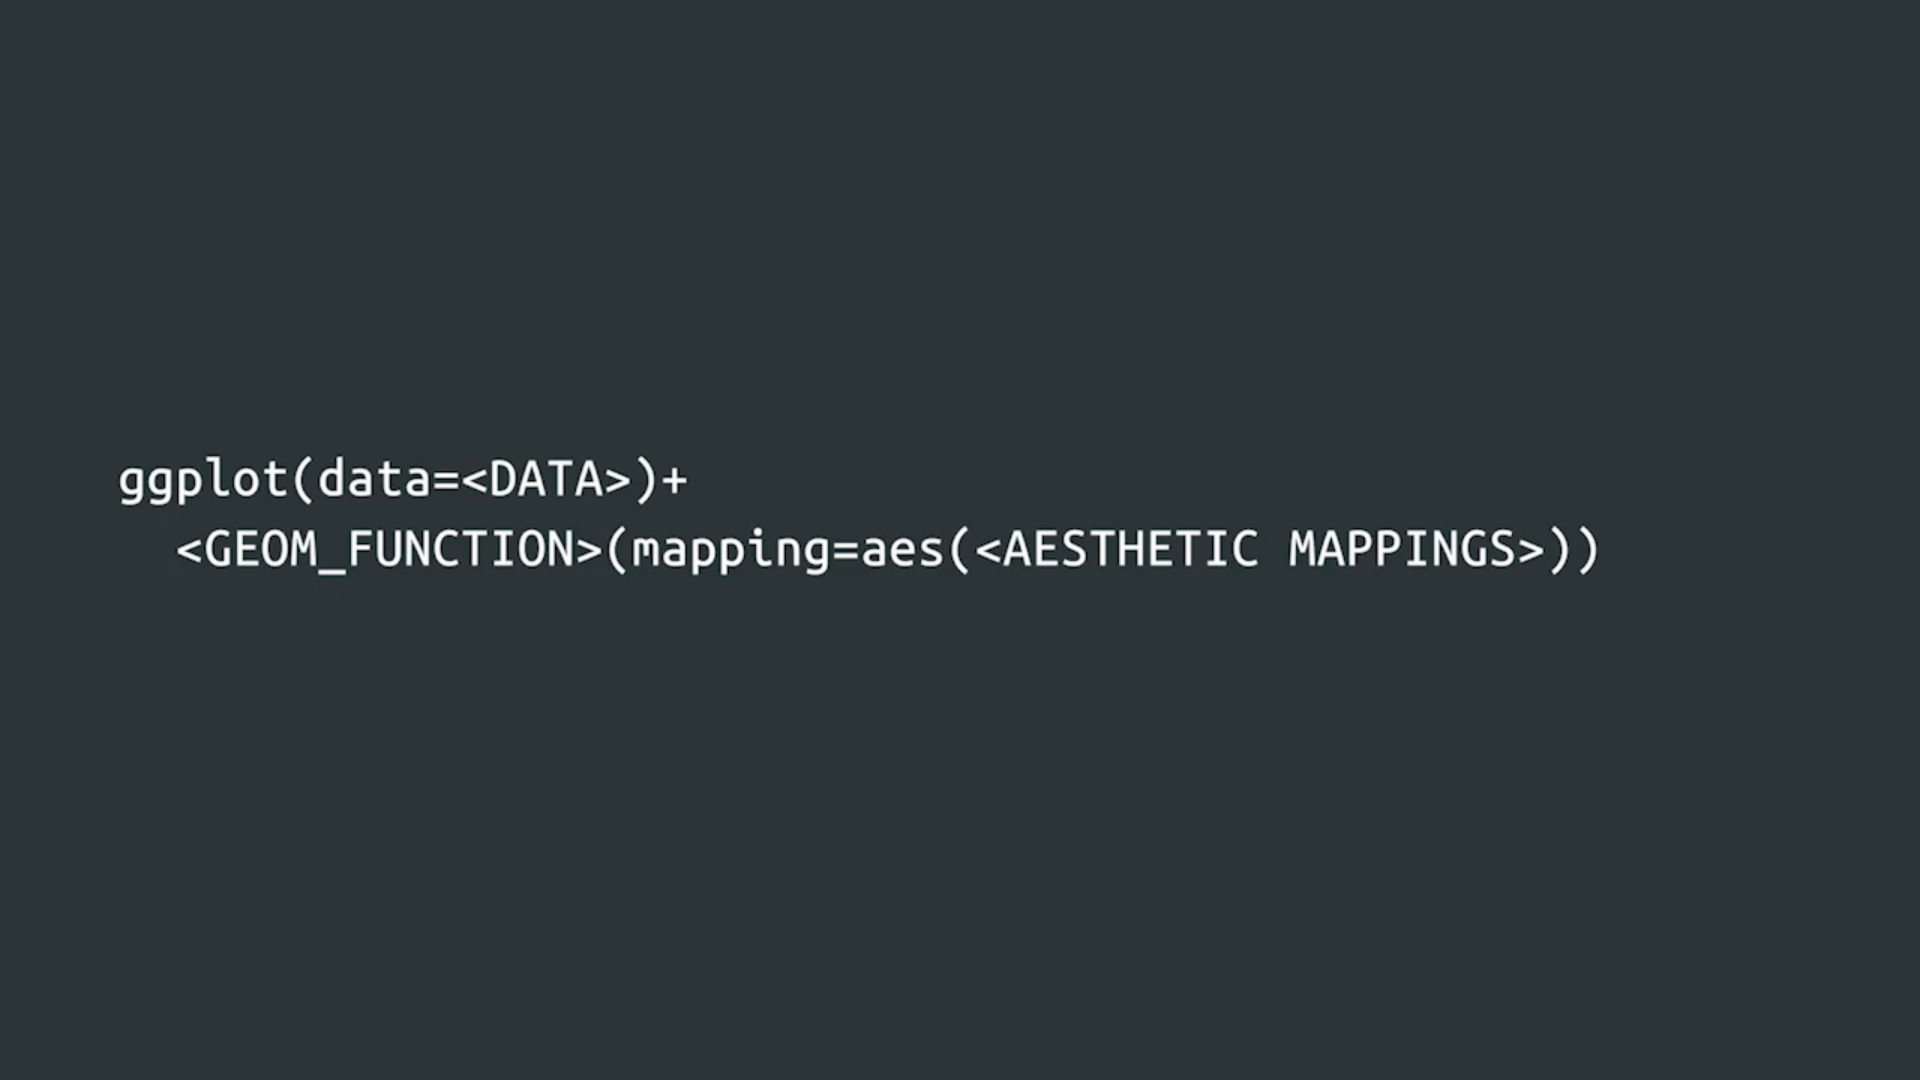 ggplot(data=<DATA>)+
  <GEOM_FUNCTION>(mapping=aes(<AESTHETIC MAPPINGS>))